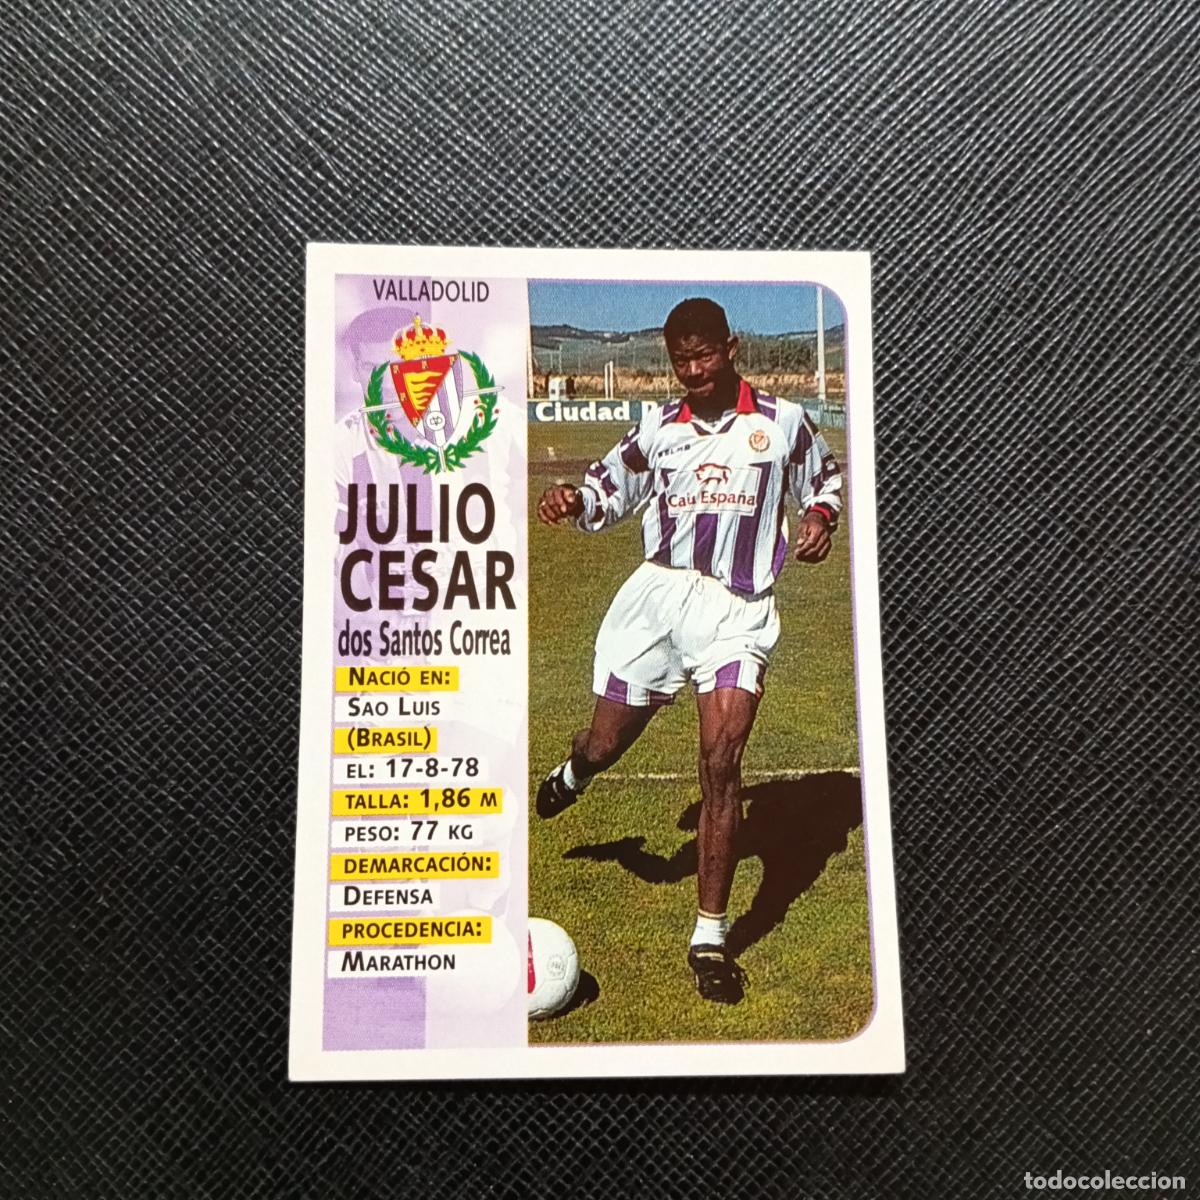 VALLADOLID
JULIO
CESAR
dos Santos Correa
NACIÓ EN:
SAO LUIS
(BRASIL)
EL: 17-8-78
TALLA: 1,86 M
PESO: 77 KG
DEMARCACIÓN:
DEFENSA
PROCEDENCIA:
MARATHON
Ciudad
KELME
Caja España
todocoleccion